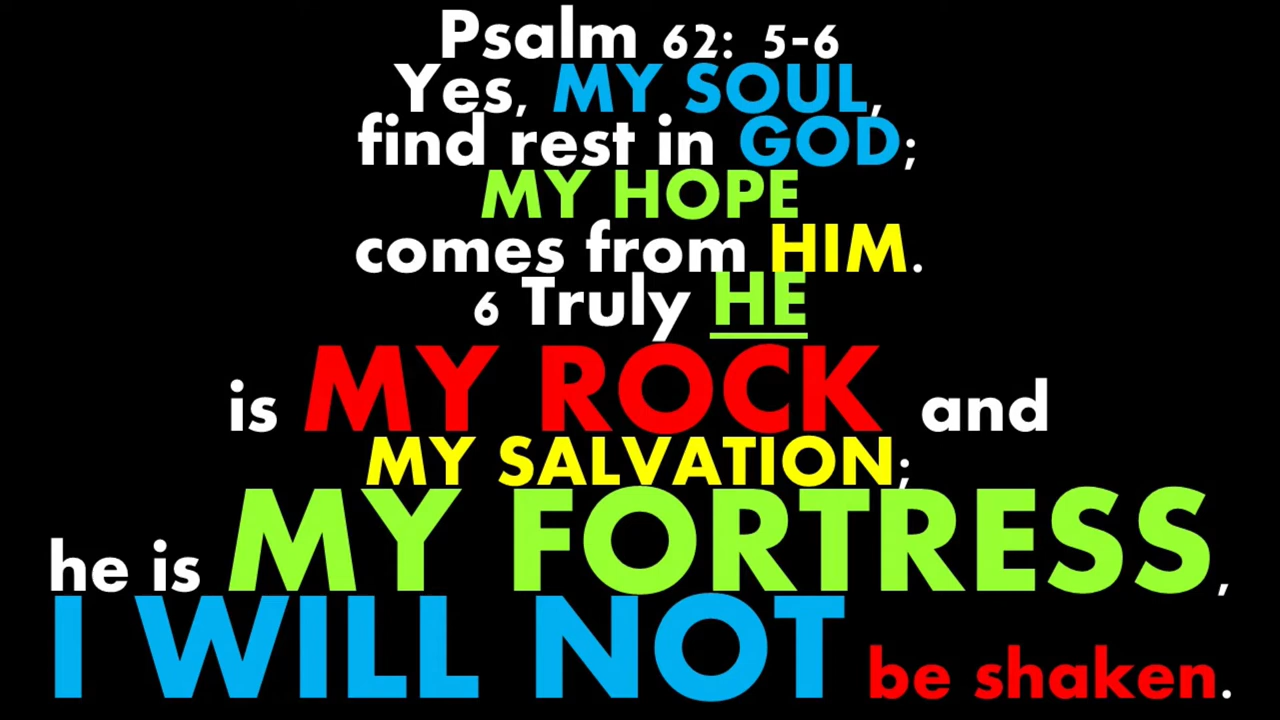 Psalm 62: 5-6
Yes, MY SOUL,
find rest in GOD;
MY HOPE
comes from HIM.
6 Truly HE
is MY ROCK and
MY SALVATION;
he is MY FORTRESS,
I WILL NOT be shaken.